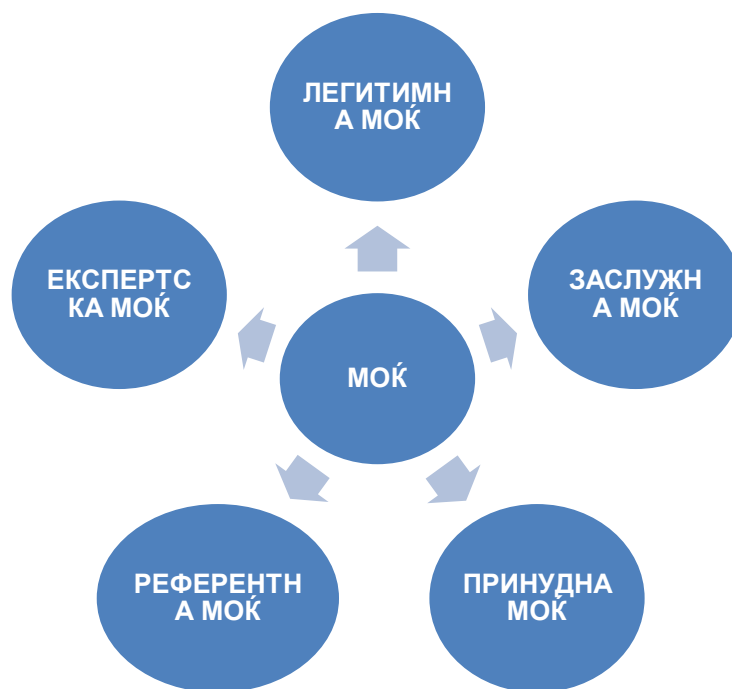 ЛЕГИТИМН
А МОЌ
ЕКСПЕРТС
КА МОЌ
ЗАСЛУЖН
А МОЌ
МОЌ
РЕФЕРЕНТН
А МОЌ
ПРИНУДНА
МОЌ